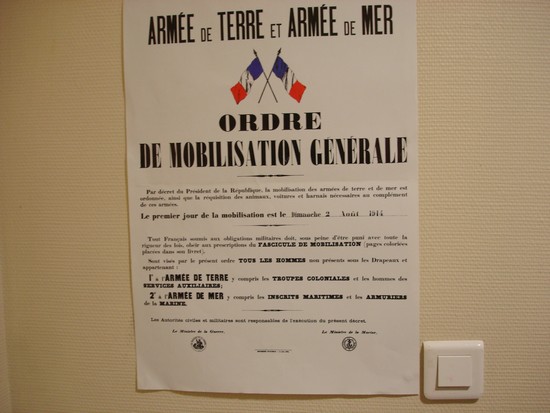 ARMÉE DE TERRE ET ARMÉE DE MER
ORDRE
DE MOBILISATION GÉNÉRALE
Par décret du Président de la République, la mobilisation des armées de terre et de mer est
ordonnée, ainsi que la réquisition des animaux, voitures et harnais nécessaires au complément
de ces armées.
Le premier jour de la mobilisation est le Dimanche 2 Août 1914
Tout Français soumis aux obligations militaires doit, sous peine d'être puni avec toute la
rigueur des lois, obéir aux prescriptions du FASCICULE DE MOBILISATION (pages coloriées
placées dans son livret).
Sont visés par le présent ordre TOUS LES HOMMES non présents sous les Drapeaux et
appartenant :
1° à l'ARMÉE DE TERRE y compris les TROUPES COLONIALES et les hommes des
SERVICES AUXILIAIRES;
2° à l'ARMÉE DE MER y compris les INSCRITS MARITIMES et les ARMURIERS
de la MARINE.
Les Autorités civiles et militaires sont responsables de l'exécution du présent décret.
Le Ministre de la Guerre, Le Ministre de la Marine,